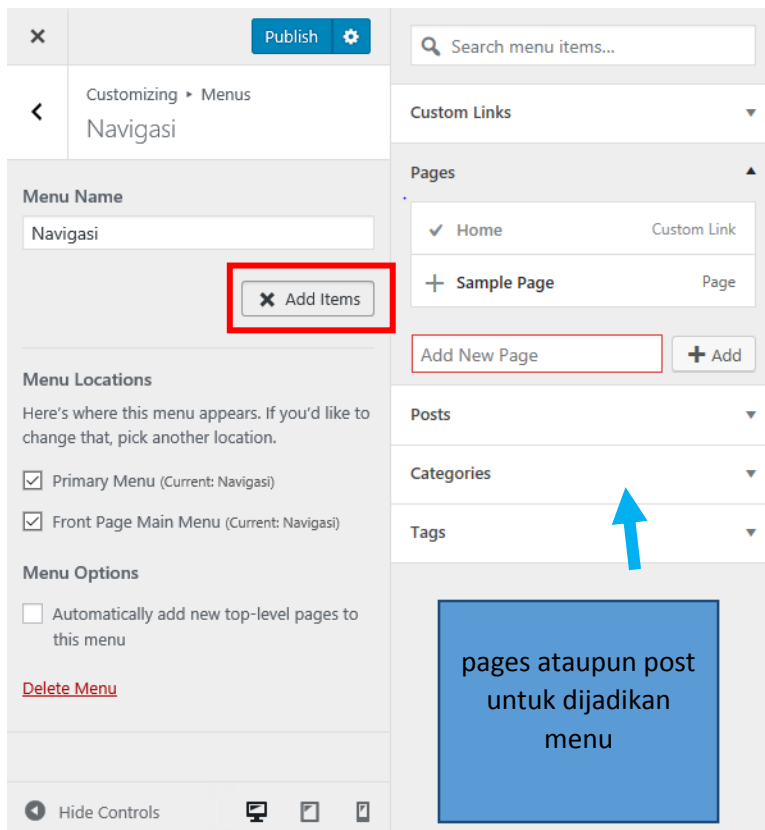 Publish
Customizing ▸ Menus
Navigasi
Menu Name
Navigasi
Add Items
Menu Locations
Here's where this menu appears. If you'd like to
change that, pick another location.
Primary Menu (Current: Navigasi)
Front Page Main Menu (Current: Navigasi)
Menu Options
Automatically add new top-level pages to
this menu
Delete Menu
Hide Controls
Search menu items...
Custom Links
Pages
Home Custom Link
Sample Page Page
Add New Page
Add
Posts
Categories
Tags
pages ataupun post
untuk dijadikan
menu